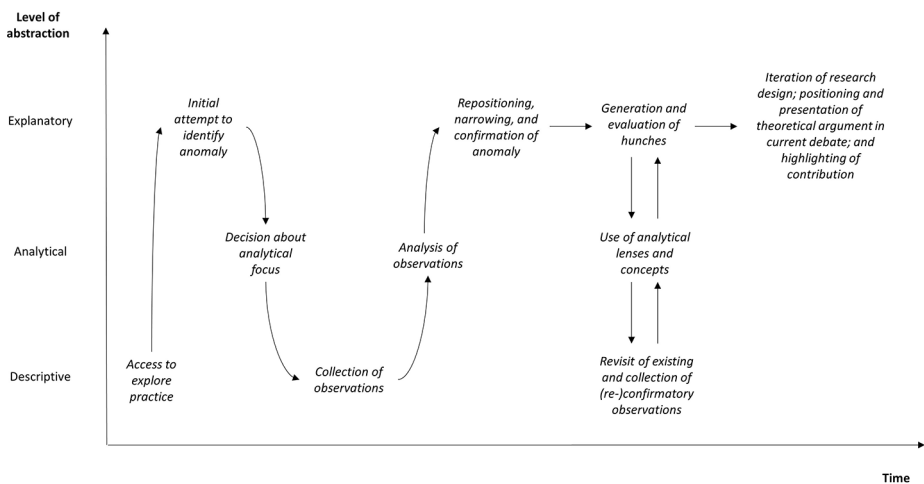 Level of
abstraction
Explanatory
Analytical
Descriptive
Access to
explore
practice
Initial
attempt to
identify
anomaly
Decision about
analytical
focus
Collection of
observations
Analysis of
observations
Repositioning,
narrowing, and
confirmation of
anomaly
Generation and
evaluation of
hunches
Use of analytical
lenses and
concepts
Revisit of existing
and collection of
(re-)confirmatory
observations
Iteration of research
design; positioning and
presentation of
theoretical argument in
current debate; and
highlighting of
contribution
Time